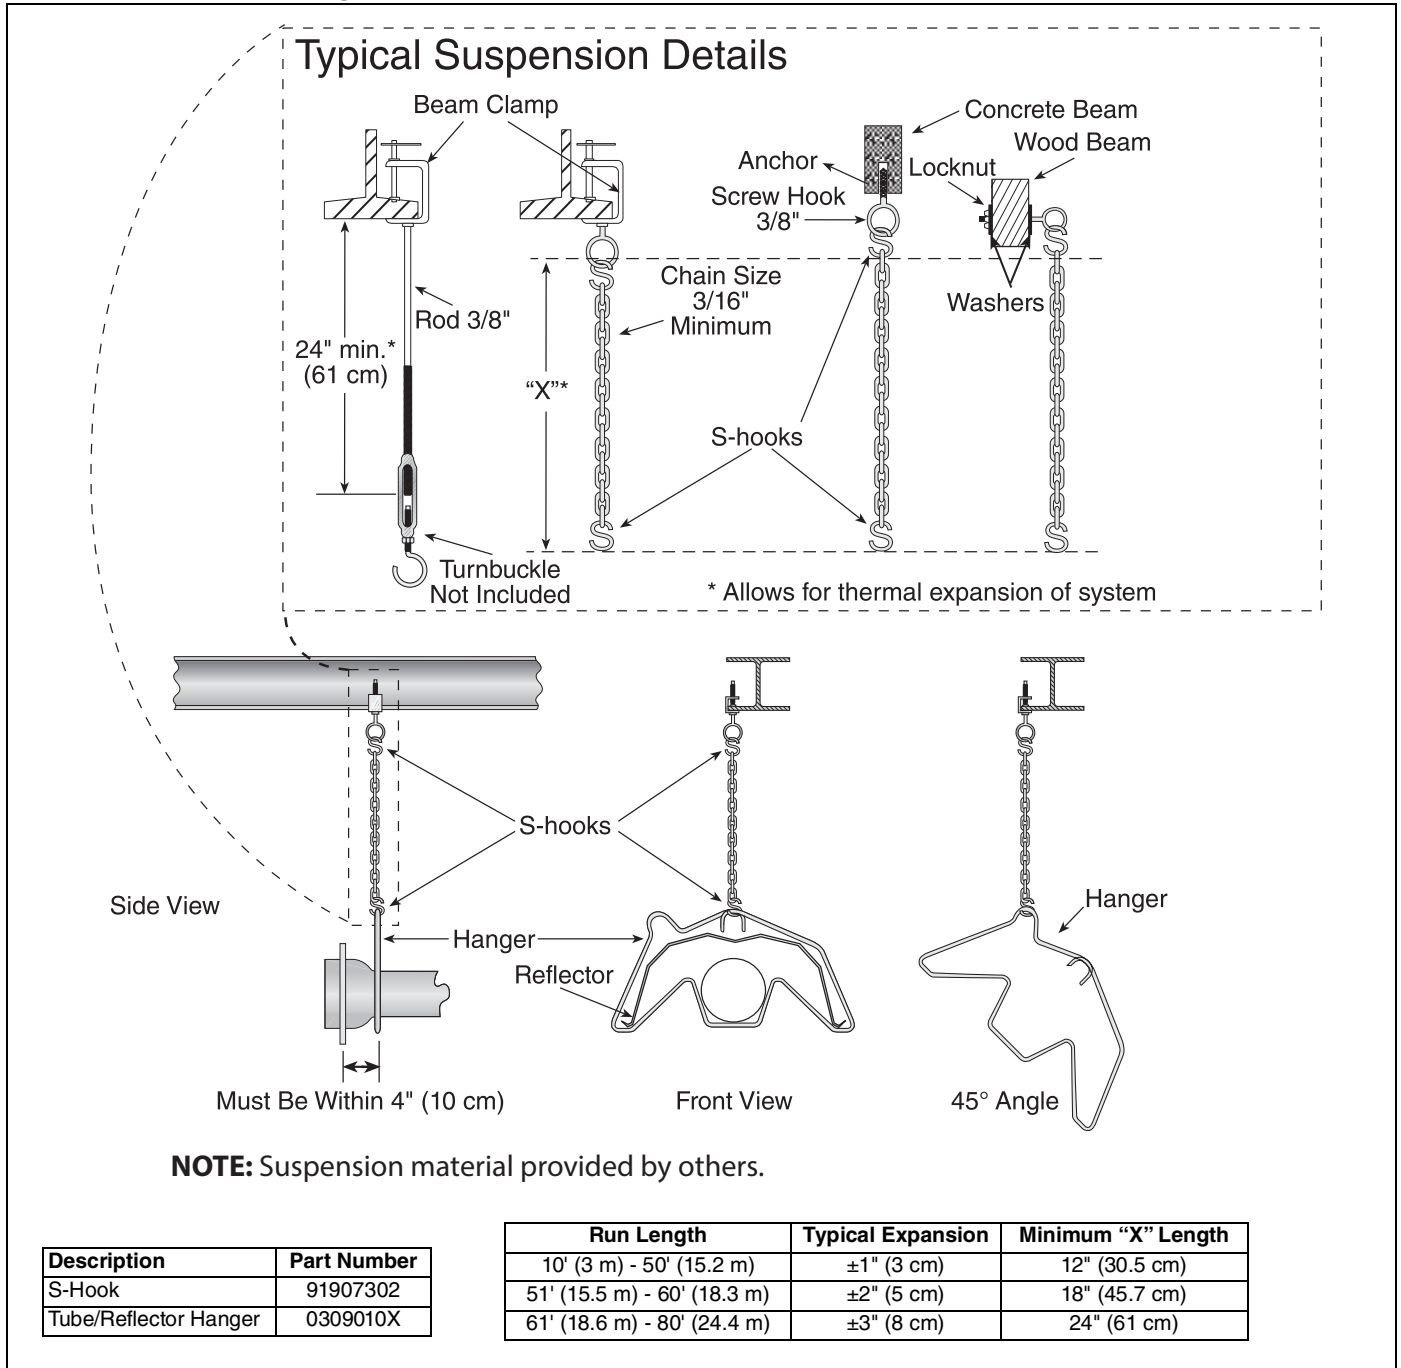 Typical Suspension Details
Beam Clamp
Concrete Beam
Wood Beam
Anchor
Locknut
Screw Hook
3/8"
Chain Size
3/16"
Minimum
Washers
Rod 3/8"
24" min.*
(61 cm)
“X”*
S-hooks
Turnbuckle
Not Included
* Allows for thermal expansion of system
S-hooks
Side View
Hanger
Hanger
Reflector
Must Be Within 4" (10 cm)
Front View
45° Angle
NOTE: Suspension material provided by others.
Description Part Number
S-Hook 91907302
Tube/Reflector Hanger 0309010X
Run Length Typical Expansion Minimum “X” Length
10' (3 m) - 50' (15.2 m) ±1" (3 cm) 12" (30.5 cm)
51' (15.5 m) - 60' (18.3 m) ±2" (5 cm) 18" (45.7 cm)
61' (18.6 m) - 80' (24.4 m) ±3" (8 cm) 24" (61 cm)